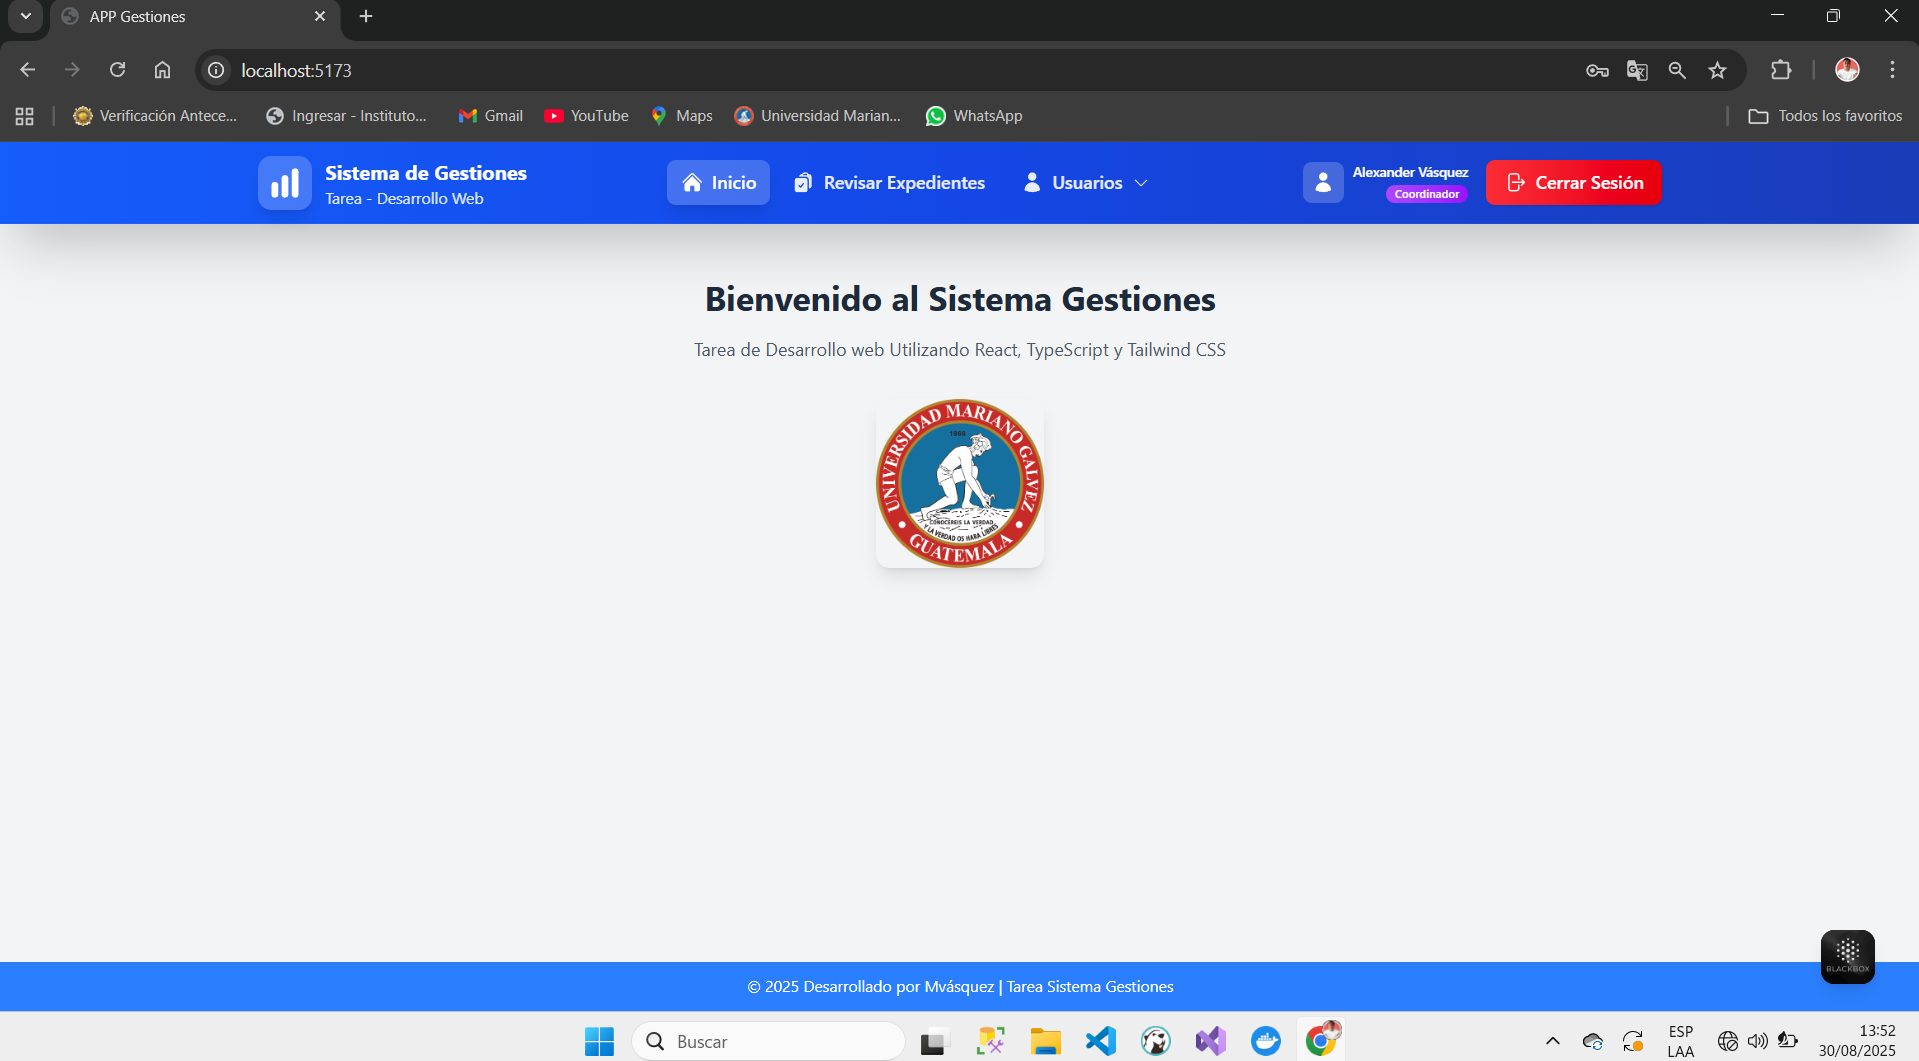 APP Gestiones
localhost:5173
Verificación Antece...
Ingresar - Instituto...
Gmail
YouTube
Maps
Universidad Marian...
WhatsApp
Todos los favoritos
Sistema de Gestiones
Tarea - Desarrollo Web
Inicio
Revisar Expedientes
Usuarios
Alexander Vásquez
Coordinador
Cerrar Sesión
Bienvenido al Sistema Gestiones
Tarea de Desarrollo web Utilizando React, TypeScript y Tailwind CSS
UNIVERSIDAD MARIANO GALVEZ
1966
CONOCEREIS LA VERDAD
Y LA VERDAD OS HARA LIBRES
GUATEMALA
BLACKBOX
© 2025 Desarrollado por Mvásquez | Tarea Sistema Gestiones
Buscar
ESP
LAA
13:52
30/08/2025